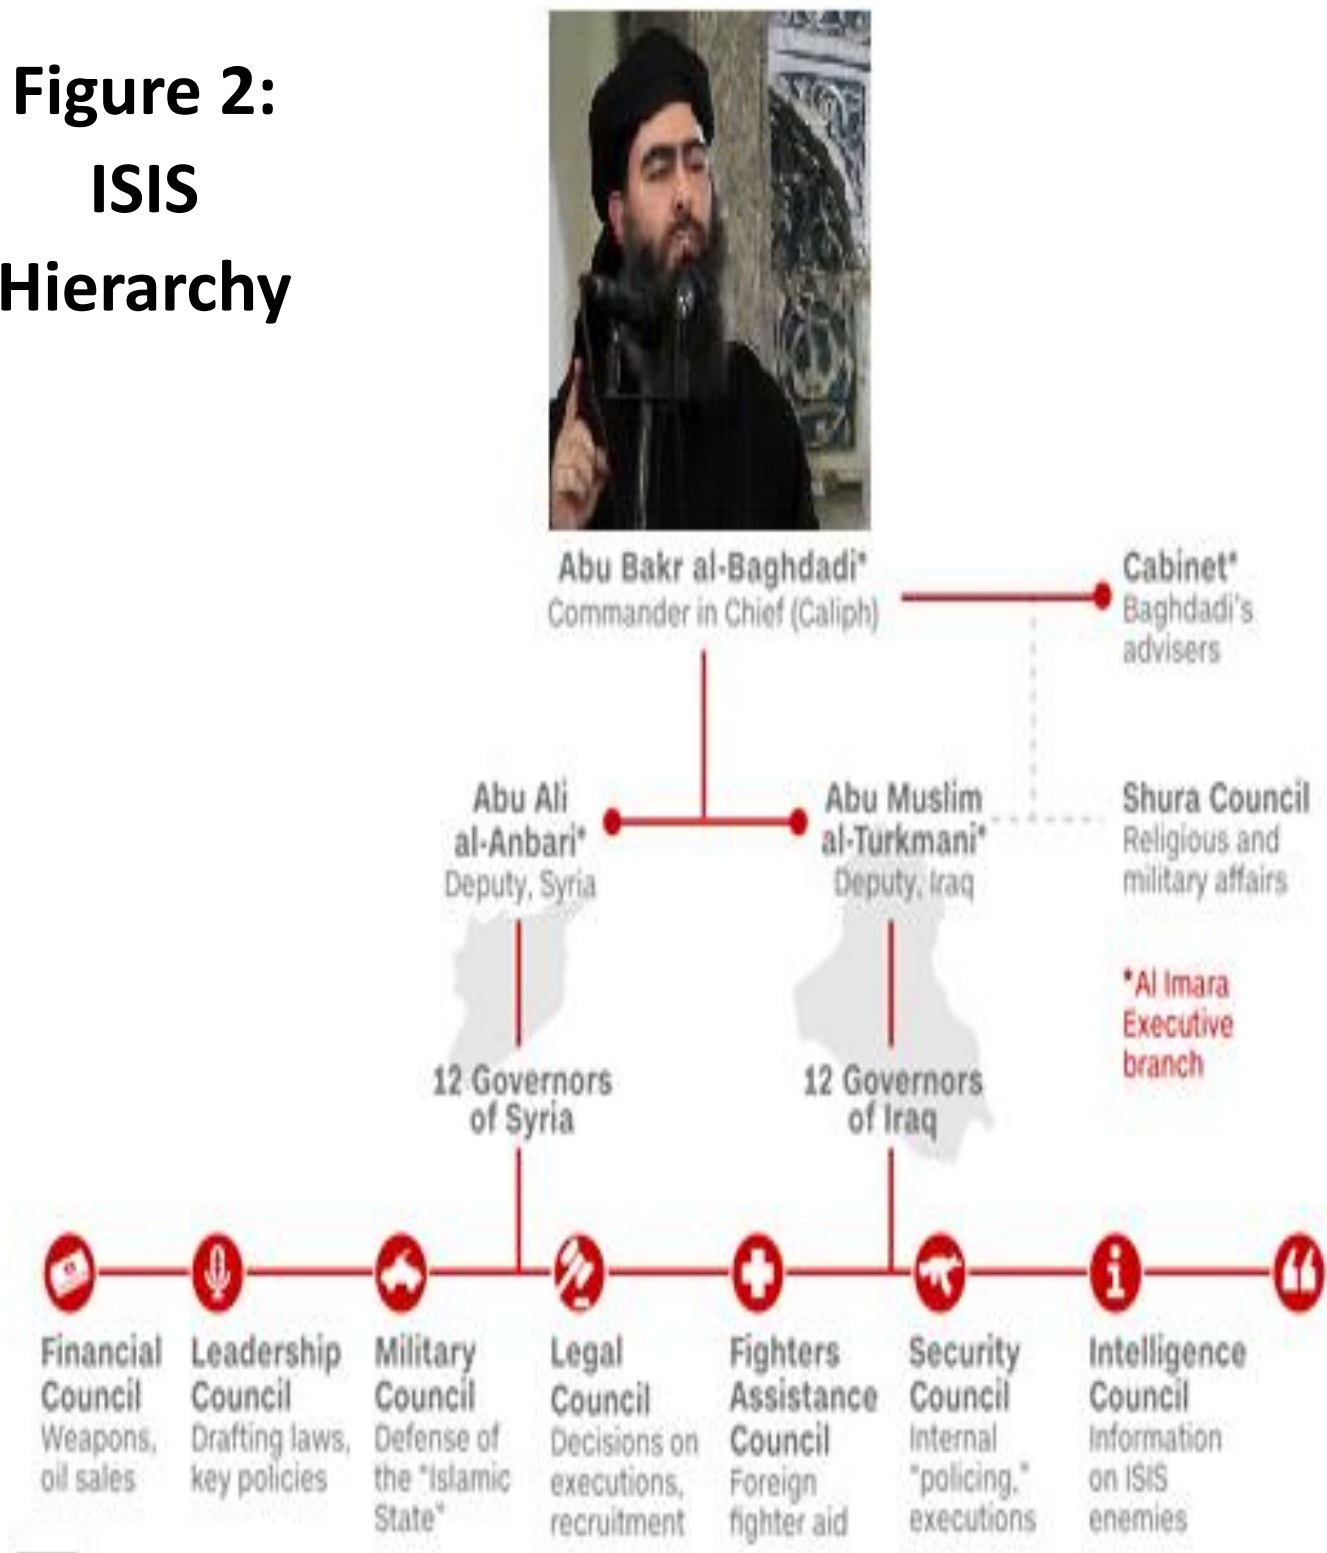 Figure 2:
ISIS
Hierarchy
Abu Bakr al-Baghdadi*
Commander in Chief (Caliph)
Cabinet*
Baghdadi's
advisers
Abu Ali
al-Anbari*
Deputy, Syria
Abu Muslim
al-Turkmani*
Deputy, Iraq
Shura Council
Religious and
military affairs
*Al Imara
Executive
branch
12 Governors
of Syria
12 Governors
of Iraq
Financial
Council
Weapons,
oil sales
Leadership
Council
Drafting laws,
key policies
Military
Council
Defense of
the "Islamic
State"
Legal
Council
Decisions on
executions,
recruitment
Fighters
Assistance
Council
Foreign
fighter aid
Security
Council
Internal
"policing,"
executions
Intelligence
Council
Information
on ISIS
enemies